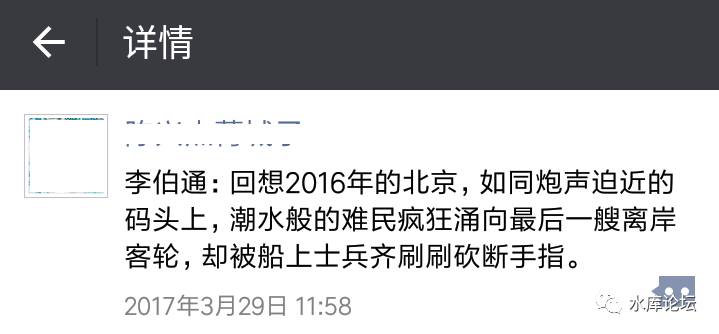 详情
李伯通：回想2016年的北京，如同炮声迫近的
码头上，潮水般的难民疯狂涌向最后一艘离岸
客轮，却被船上士兵齐刷刷砍断手指。
2017年3月29日 11:58
水库论坛